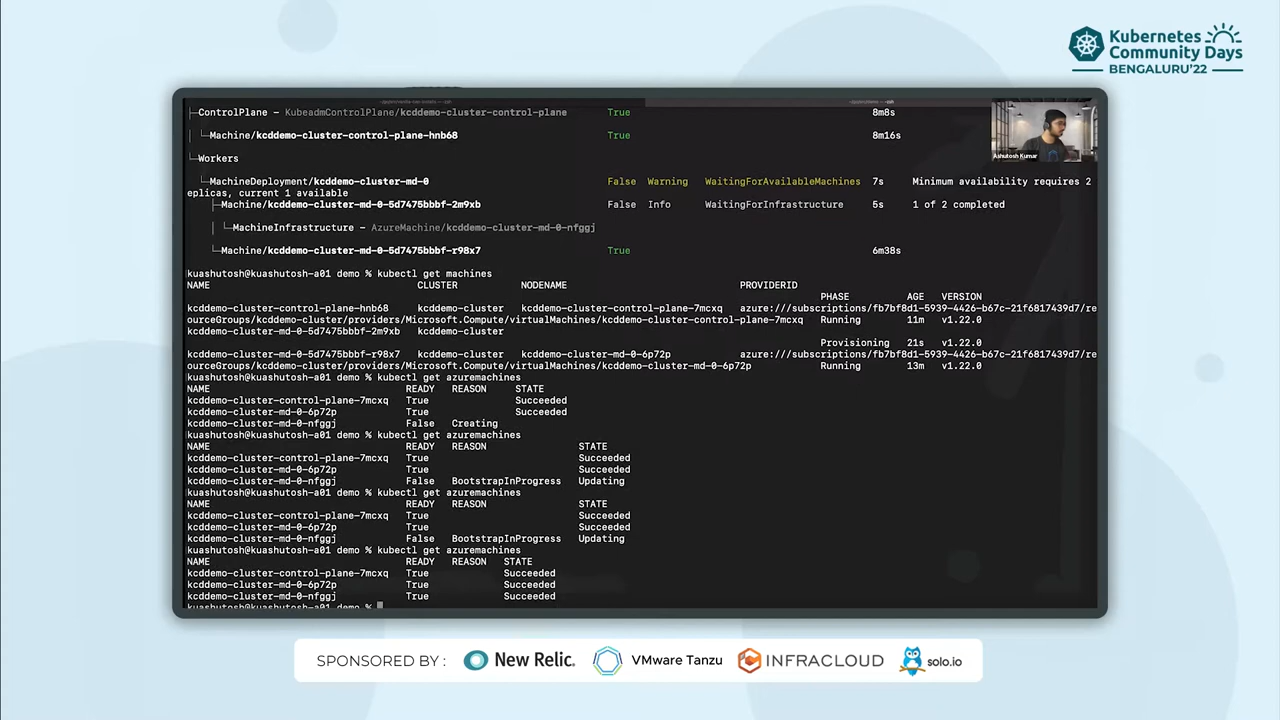 Kubernetes
Community Days
BENGALURU'22
├─ControlPlane - KubeadmControlPlane/kcddemo-cluster-control-plane True 8m8s
│ └─Machine/kcddemo-cluster-control-plane-hnb68 True 8m16s
└─Workers
└─MachineDeployment/kcddemo-cluster-md-0 False Warning WaitingForAvailableMachines 7s Minimum availability requires 2
eplicas, current 1 available
├─Machine/kcddemo-cluster-md-0-5d7475bbbf-2m9xb False Info WaitingForInfrastructure 5s 1 of 2 completed
│ └─MachineInfrastructure - AzureMachine/kcddemo-cluster-md-0-nfggj
└─Machine/kcddemo-cluster-md-0-5d7475bbbf-r98x7 True 6m38s
kuashutosh@kuashutosh-a01 demo % kubectl get machines
NAME CLUSTER NODENAME PROVIDERID
PHASE AGE VERSION
kcddemo-cluster-control-plane-hnb68 kcddemo-cluster kcddemo-cluster-control-plane-7mcxq azure:///subscriptions/fb7bf8d1-5939-4426-b67c-21f6817439d7/re
ourceGroups/kcddemo-cluster/providers/Microsoft.Compute/virtualMachines/kcddemo-cluster-control-plane-7mcxq Running 11m v1.22.0
kcddemo-cluster-md-0-5d7475bbbf-2m9xb kcddemo-cluster
Provisioning 21s v1.22.0
kcddemo-cluster-md-0-5d7475bbbf-r98x7 kcddemo-cluster kcddemo-cluster-md-0-6p72p azure:///subscriptions/fb7bf8d1-5939-4426-b67c-21f6817439d7/re
ourceGroups/kcddemo-cluster/providers/Microsoft.Compute/virtualMachines/kcddemo-cluster-md-0-6p72p Running 13m v1.22.0
kuashutosh@kuashutosh-a01 demo % kubectl get azuremachines
NAME READY REASON STATE
kcddemo-cluster-control-plane-7mcxq True Succeeded
kcddemo-cluster-md-0-6p72p True Succeeded
kcddemo-cluster-md-0-nfggj False Creating
kuashutosh@kuashutosh-a01 demo % kubectl get azuremachines
NAME READY REASON STATE
kcddemo-cluster-control-plane-7mcxq True Succeeded
kcddemo-cluster-md-0-6p72p True Succeeded
kcddemo-cluster-md-0-nfggj False BootstrapInProgress Updating
kuashutosh@kuashutosh-a01 demo % kubectl get azuremachines
NAME READY REASON STATE
kcddemo-cluster-control-plane-7mcxq True Succeeded
kcddemo-cluster-md-0-6p72p True Succeeded
kcddemo-cluster-md-0-nfggj False BootstrapInProgress Updating
kuashutosh@kuashutosh-a01 demo % kubectl get azuremachines
NAME READY REASON STATE
kcddemo-cluster-control-plane-7mcxq True Succeeded
kcddemo-cluster-md-0-6p72p True Succeeded
kcddemo-cluster-md-0-nfggj True Succeeded
kuashutosh@kuashutosh-a01 demo %
Ashutosh Kumar
SPONSORED BY : New Relic. VMware Tanzu INFRACLOUD solo.io